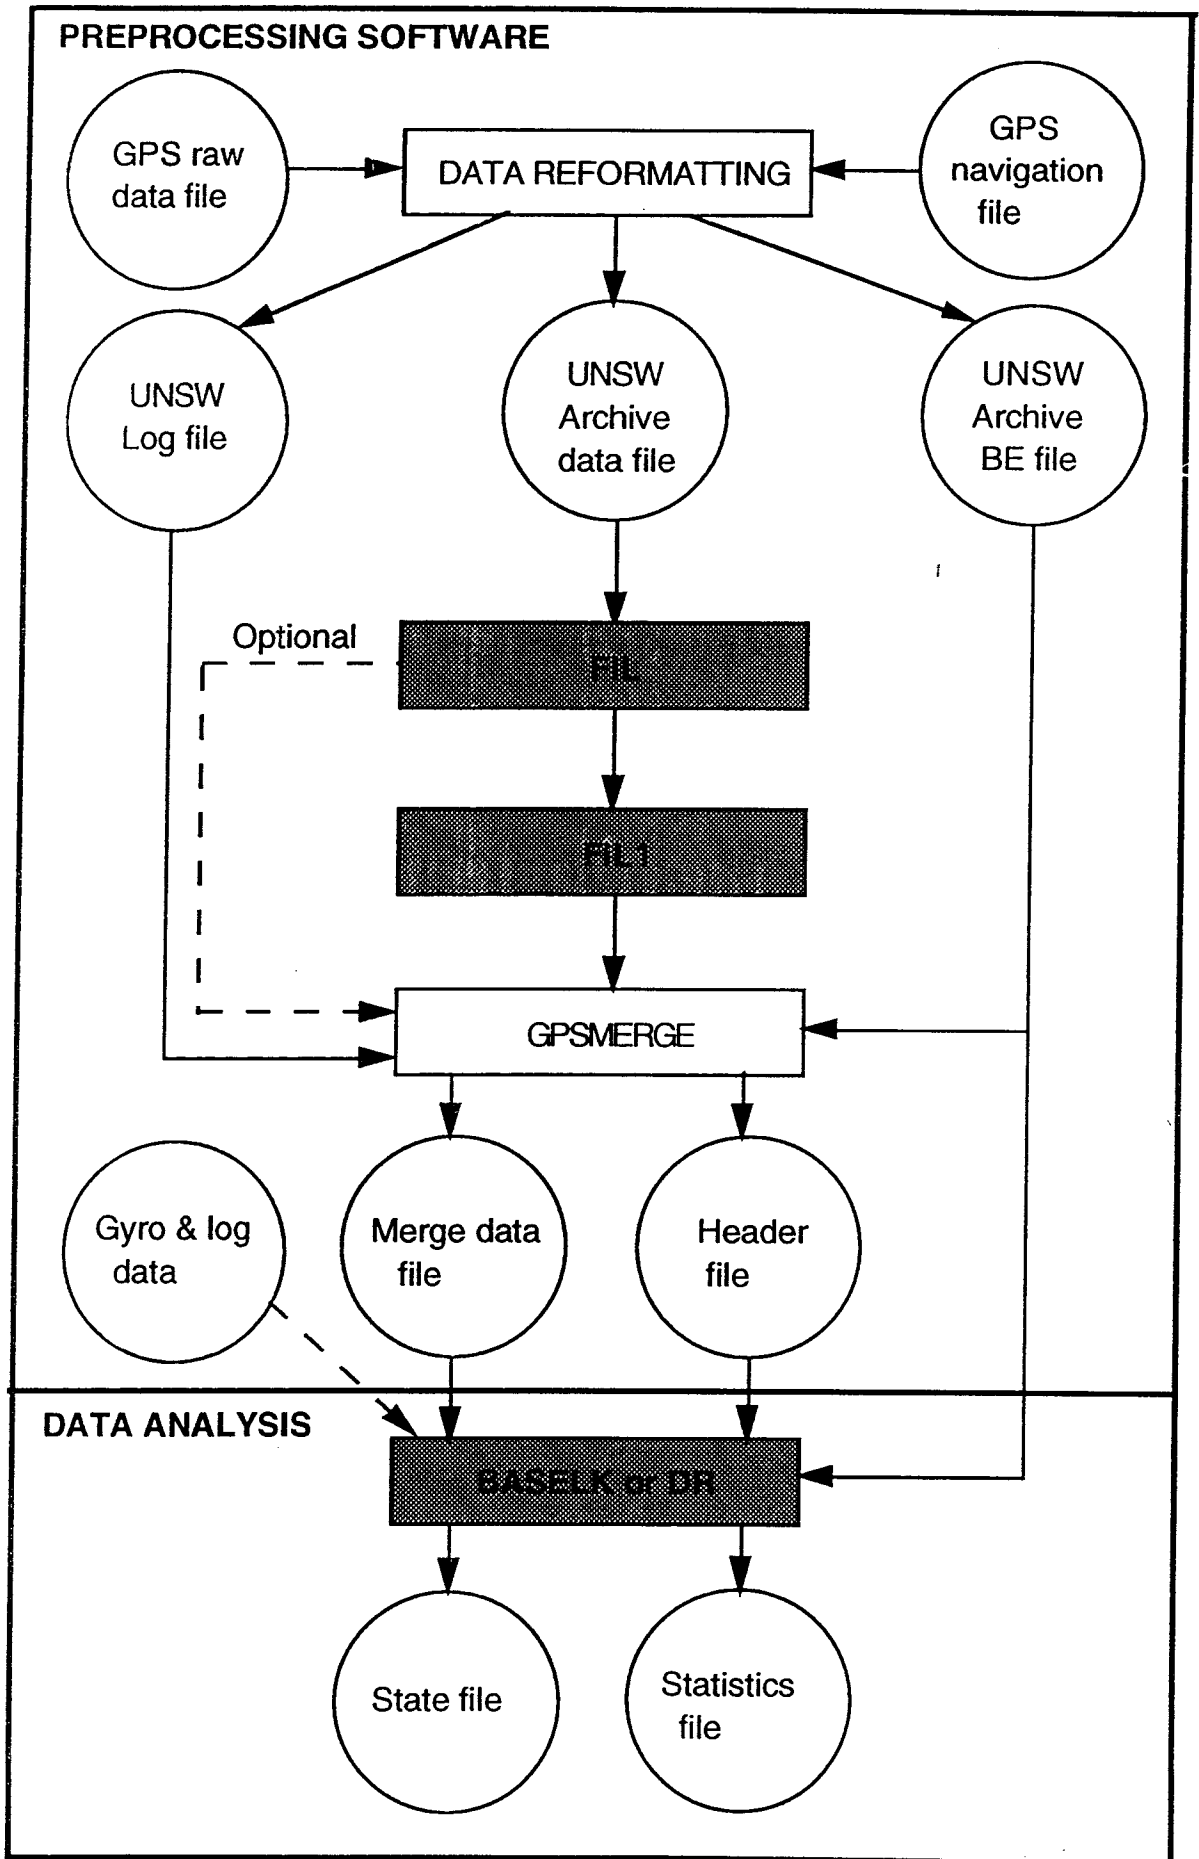 PREPROCESSING SOFTWARE
GPS raw
data file
DATA REFORMATTING
GPS
navigation
file
UNSW
Log file
UNSW
Archive
data file
UNSW
Archive
BE file
Optional
FIL
FIL1
GPSMERGE
Gyro & log
data
Merge data
file
Header
file
DATA ANALYSIS
BASELK or DR
State file
Statistics
file